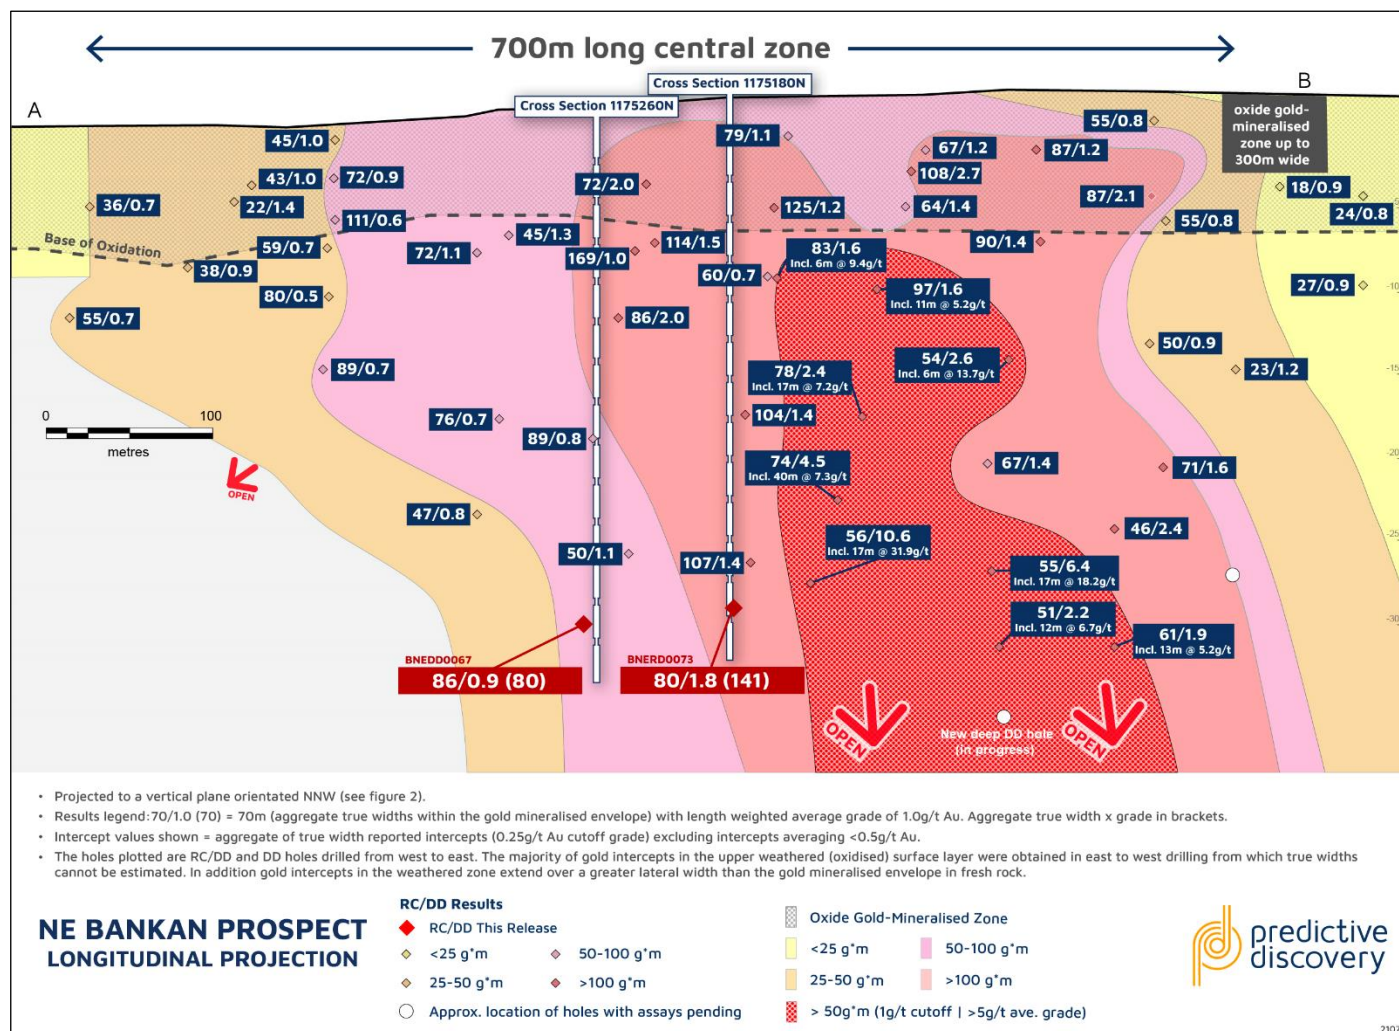 700m long central zone
Cross Section 1175180N
Cross Section 1175260N
A
B
oxide gold-
mineralised
zone up to
300m wide
45/1.0
79/1.1
55/0.8
67/1.2
87/1.2
43/1.0
72/0.9
72/2.0
108/2.7
18/0.9
36/0.7
22/1.4
125/1.2
64/1.4
87/2.1
24/0.8
111/0.6
55/0.8
Base of Oxidation
59/0.7
45/1.3
114/1.5
83/1.6
Incl. 6m @ 9.4g/t
90/1.4
38/0.9
72/1.1
169/1.0
60/0.7
80/0.5
97/1.6
Incl. 11m @ 5.2g/t
27/0.9
-10
55/0.7
86/2.0
50/0.9
89/0.7
54/2.6
Incl. 6m @ 13.7g/t
23/1.2
-15
78/2.4
Incl. 17m @ 7.2g/t
0
100
metres
76/0.7
104/1.4
89/0.8
74/4.5
Incl. 40m @ 7.3g/t
67/1.4
71/1.6
-20
OPEN
47/0.8
46/2.4
-25
50/1.1
107/1.4
56/10.6
Incl. 17m @ 31.9g/t
55/6.4
Incl. 17m @ 18.2g/t
51/2.2
Incl. 12m @ 6.7g/t
61/1.9
Incl. 13m @ 5.2g/t
-30
BNEDD0067
86/0.9 (80)
BNERD0073
80/1.8 (141)
OPEN
New deep DD hole
(in progress)
OPEN
• Projected to a vertical plane orientated NNW (see figure 2).
• Results legend:70/1.0 (70) = 70m (aggregate true widths within the gold mineralised envelope) with length weighted average grade of 1.0g/t Au. Aggregate true width x grade in brackets.
• Intercept values shown = aggregate of true width reported intercepts (0.25g/t Au cutoff grade) excluding intercepts averaging <0.5g/t Au.
• The holes plotted are RC/DD and DD holes drilled from west to east. The majority of gold intercepts in the upper weathered (oxidised) surface layer were obtained in east to west drilling from which true widths
cannot be estimated. In addition gold intercepts in the weathered zone extend over a greater lateral width than the gold mineralised envelope in fresh rock.
NE BANKAN PROSPECT
LONGITUDINAL PROJECTION
RC/DD Results
RC/DD This Release
<25 g*m
50-100 g*m
25-50 g*m
>100 g*m
Approx. location of holes with assays pending
Oxide Gold-Mineralised Zone
<25 g*m
50-100 g*m
25-50 g*m
>100 g*m
> 50g*m (1g/t cutoff | >5g/t ave. grade)
predictive
discovery